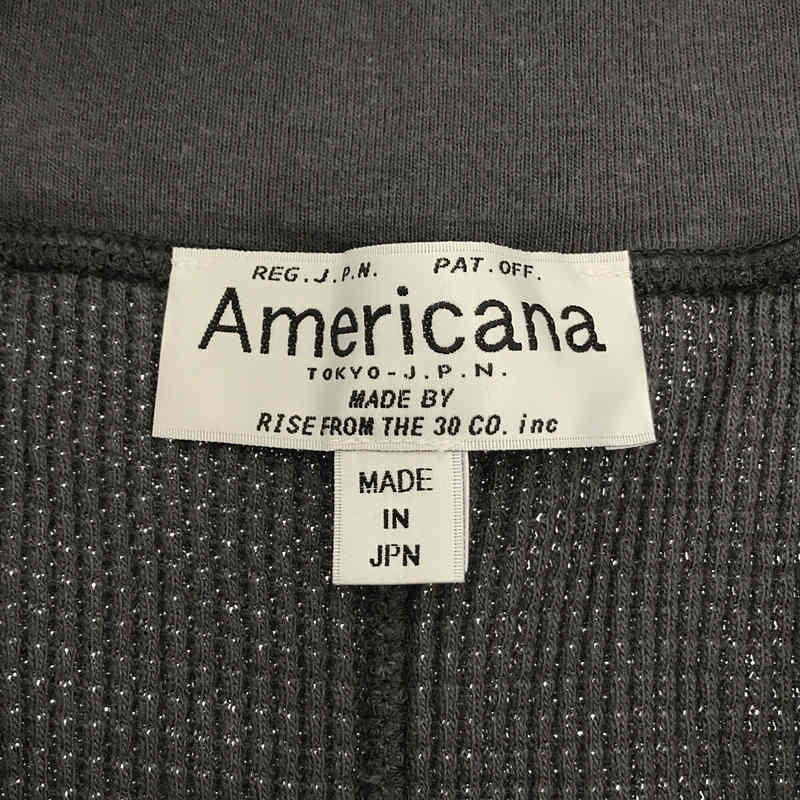 REG.J.P.N. PAT.OFF.
Americana
TOKYO-J.P.N.
MADE BY
RISE FROM THE 30 CO. inc
MADE
IN
JPN